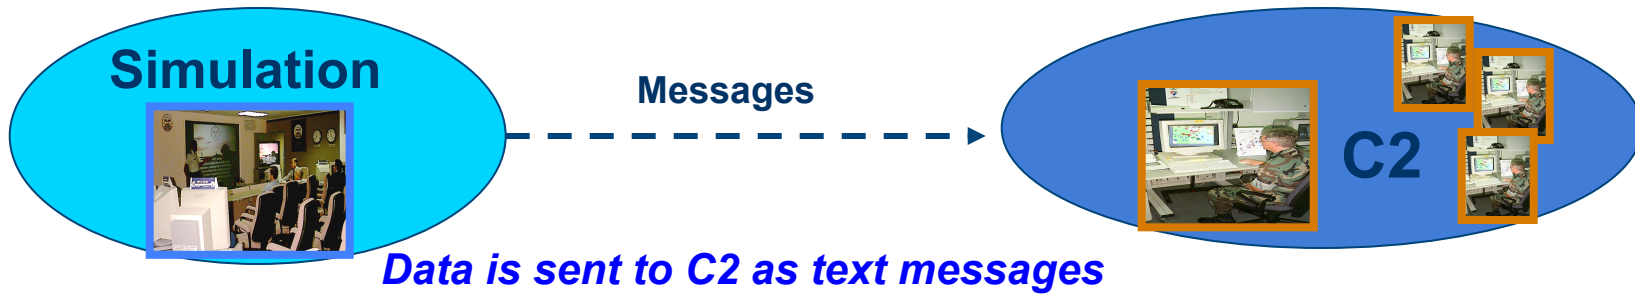 Simulation
Messages
C2
Data is sent to C2 as text messages